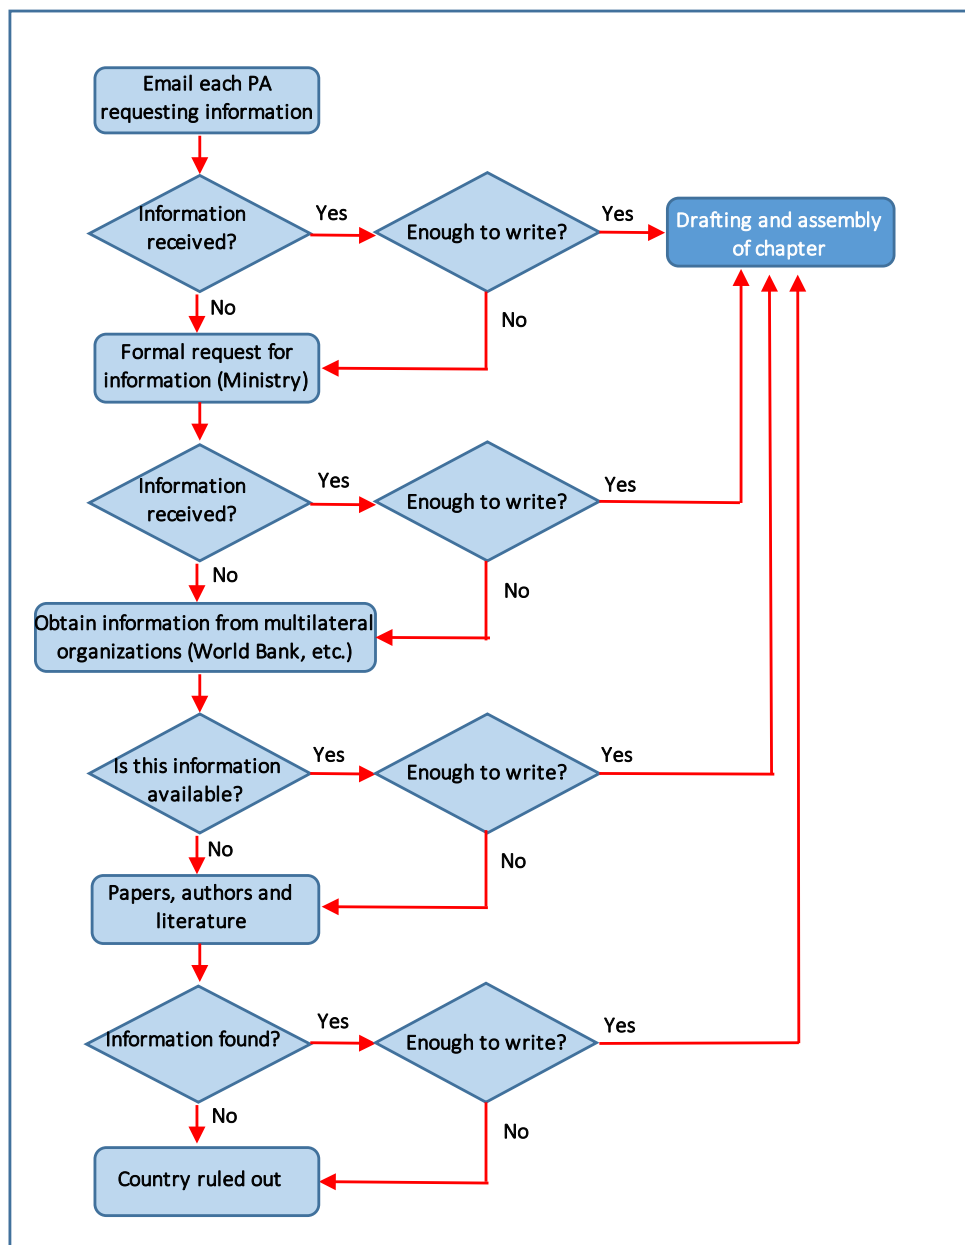 Email each PA
requesting information
Information
received?
Yes
Enough to write?
Yes
Drafting and assembly
of chapter
No
No
Formal request for
information (Ministry)
Information
received?
Yes
Enough to write?
Yes
No
No
Obtain information from multilateral
organizations (World Bank, etc.)
Is this information
available?
Yes
Enough to write?
Yes
No
No
Papers, authors and
literature
Information found?
Yes
Enough to write?
Yes
No
No
Country ruled out